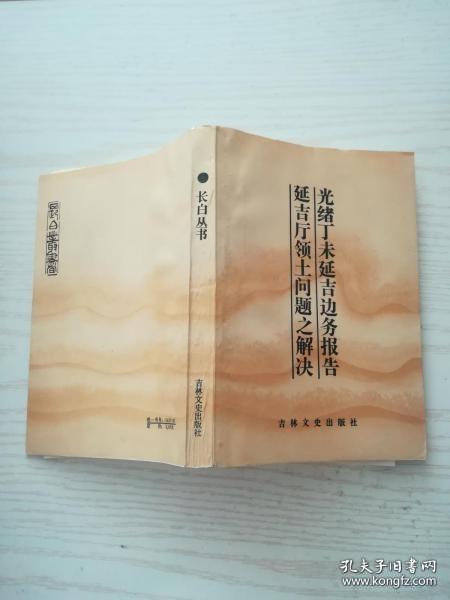 光绪丁未延吉边务报告
延吉厅领土问题之解决
吉林文史出版社
长白丛书
吉林文史出版社
孔夫子旧书网
www.kongfz.com